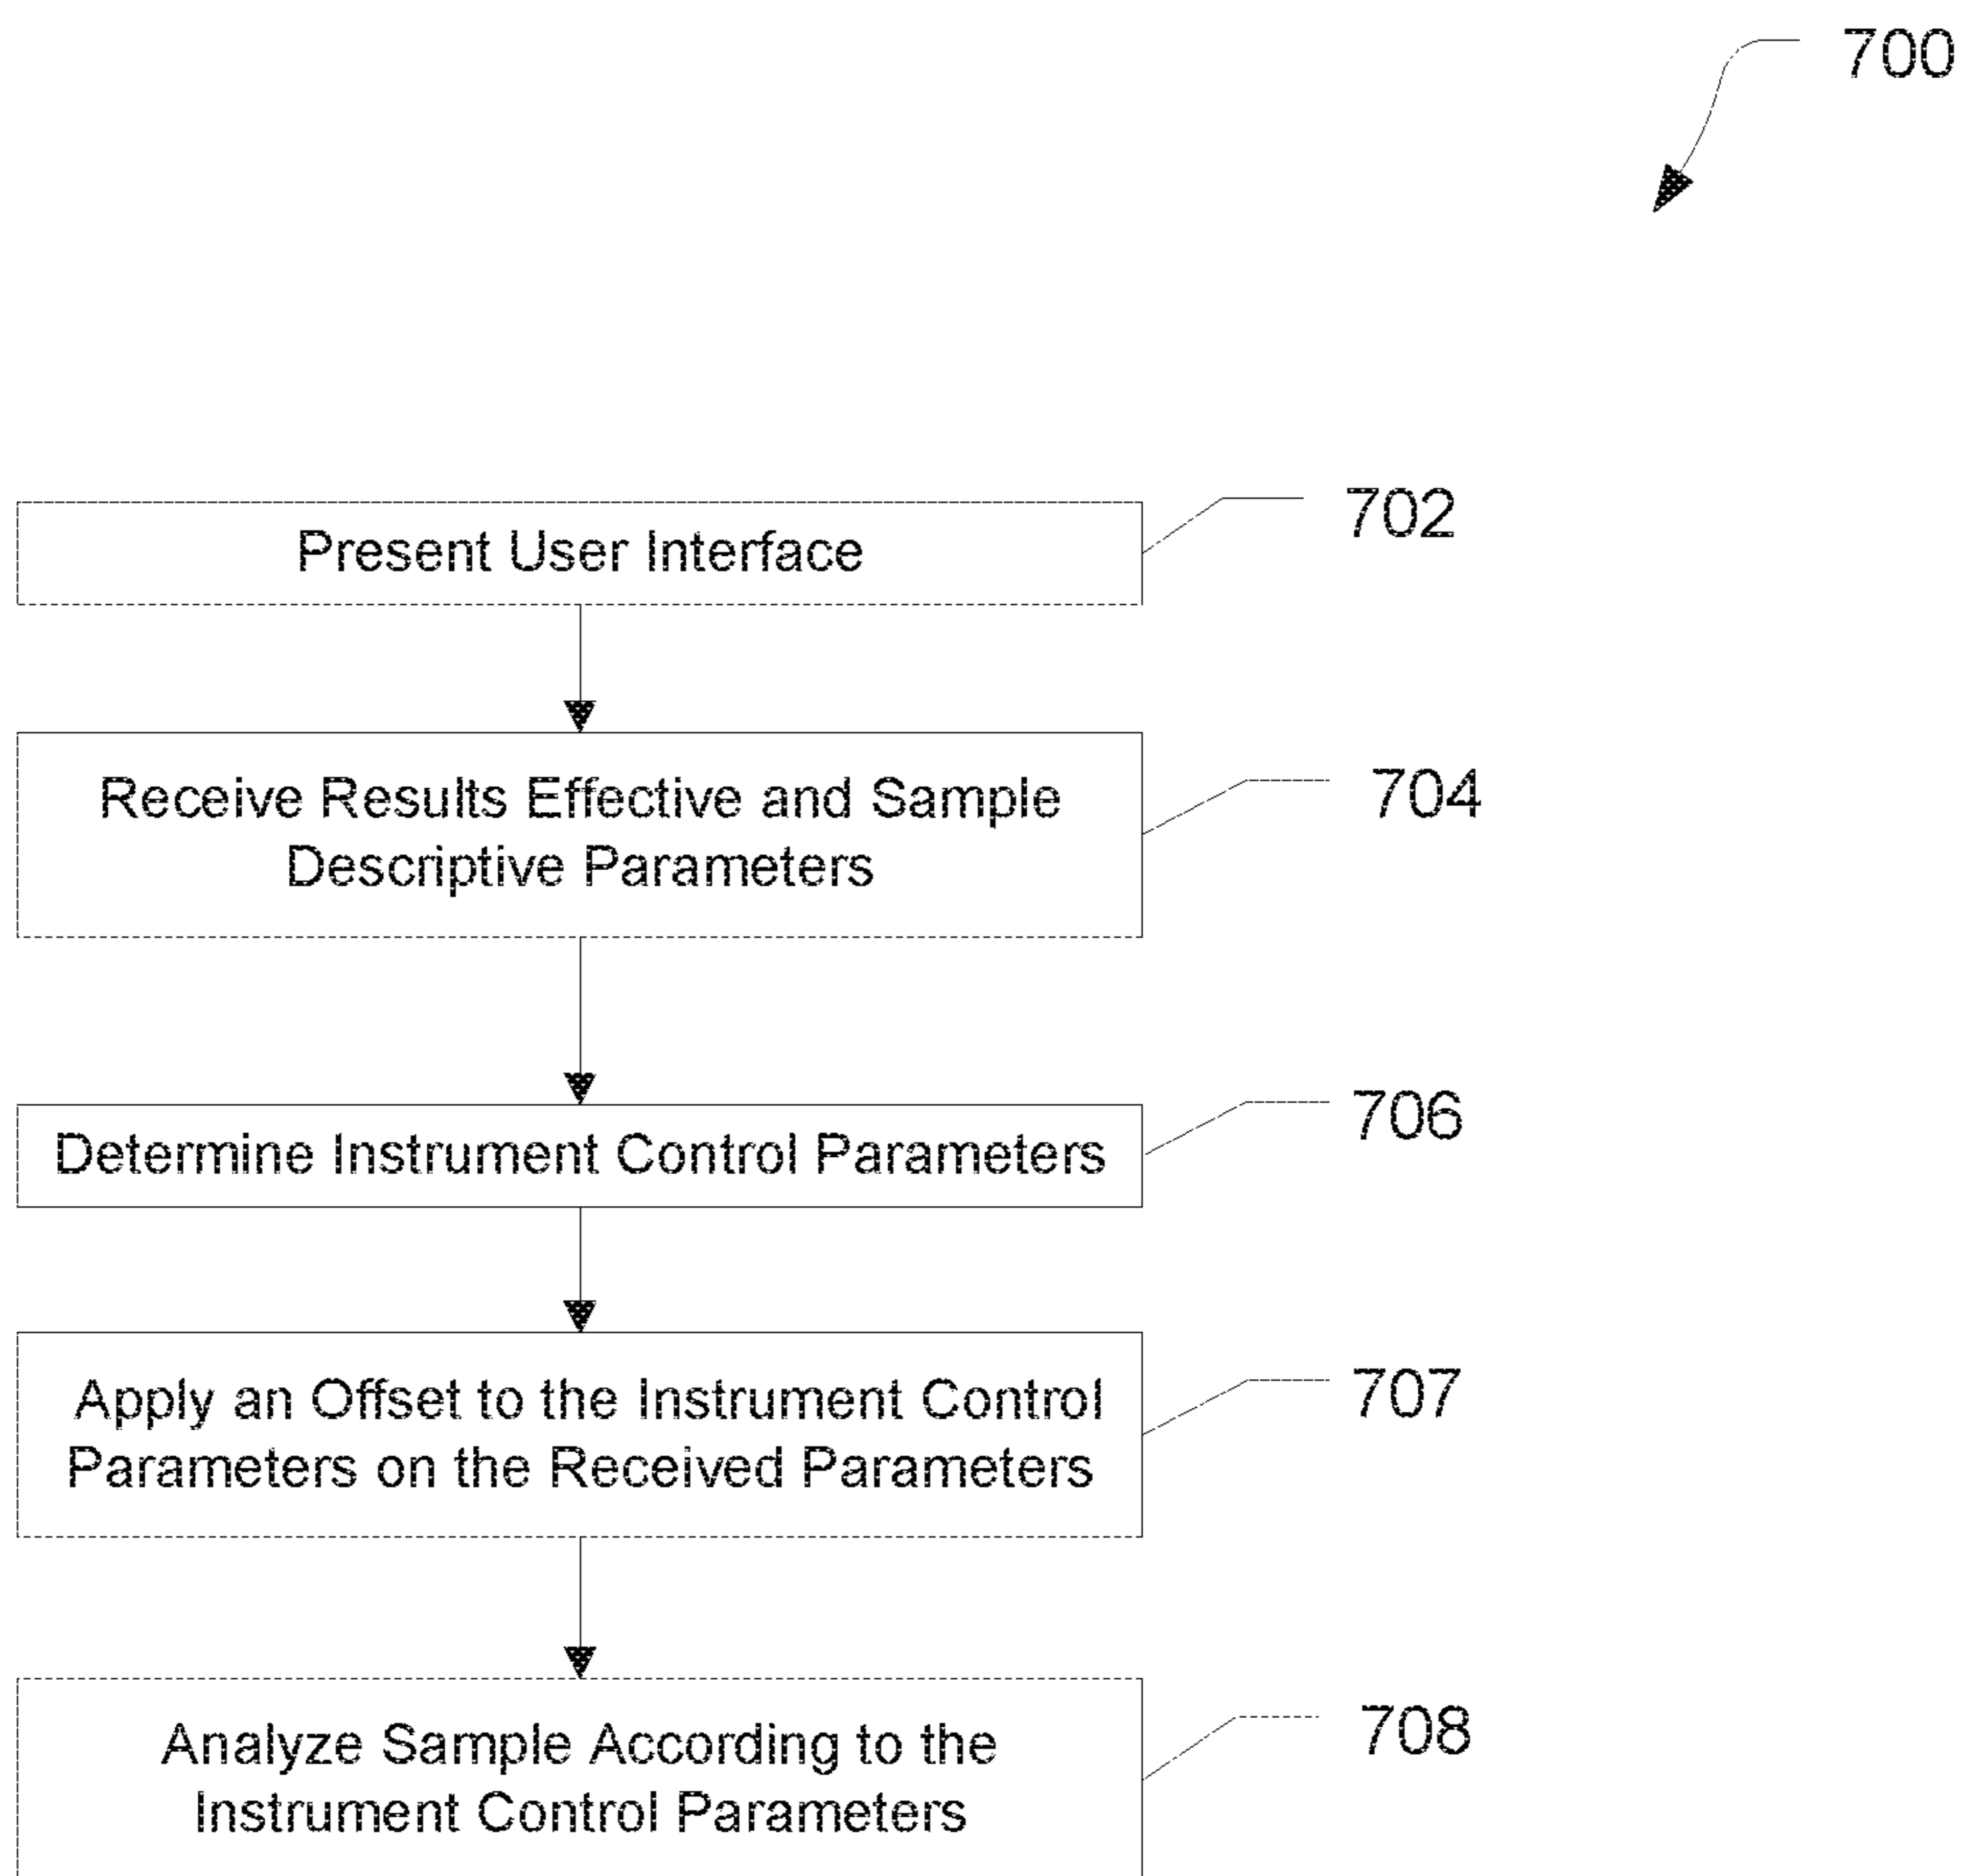 700
Present User Interface
702
Receive Results Effective and Sample
Descriptive Parameters
704
Determine Instrument Control Parameters
706
Apply an Offset to the Instrument Control
Parameters on the Received Parameters
707
Analyze Sample According to the
Instrument Control Parameters
708